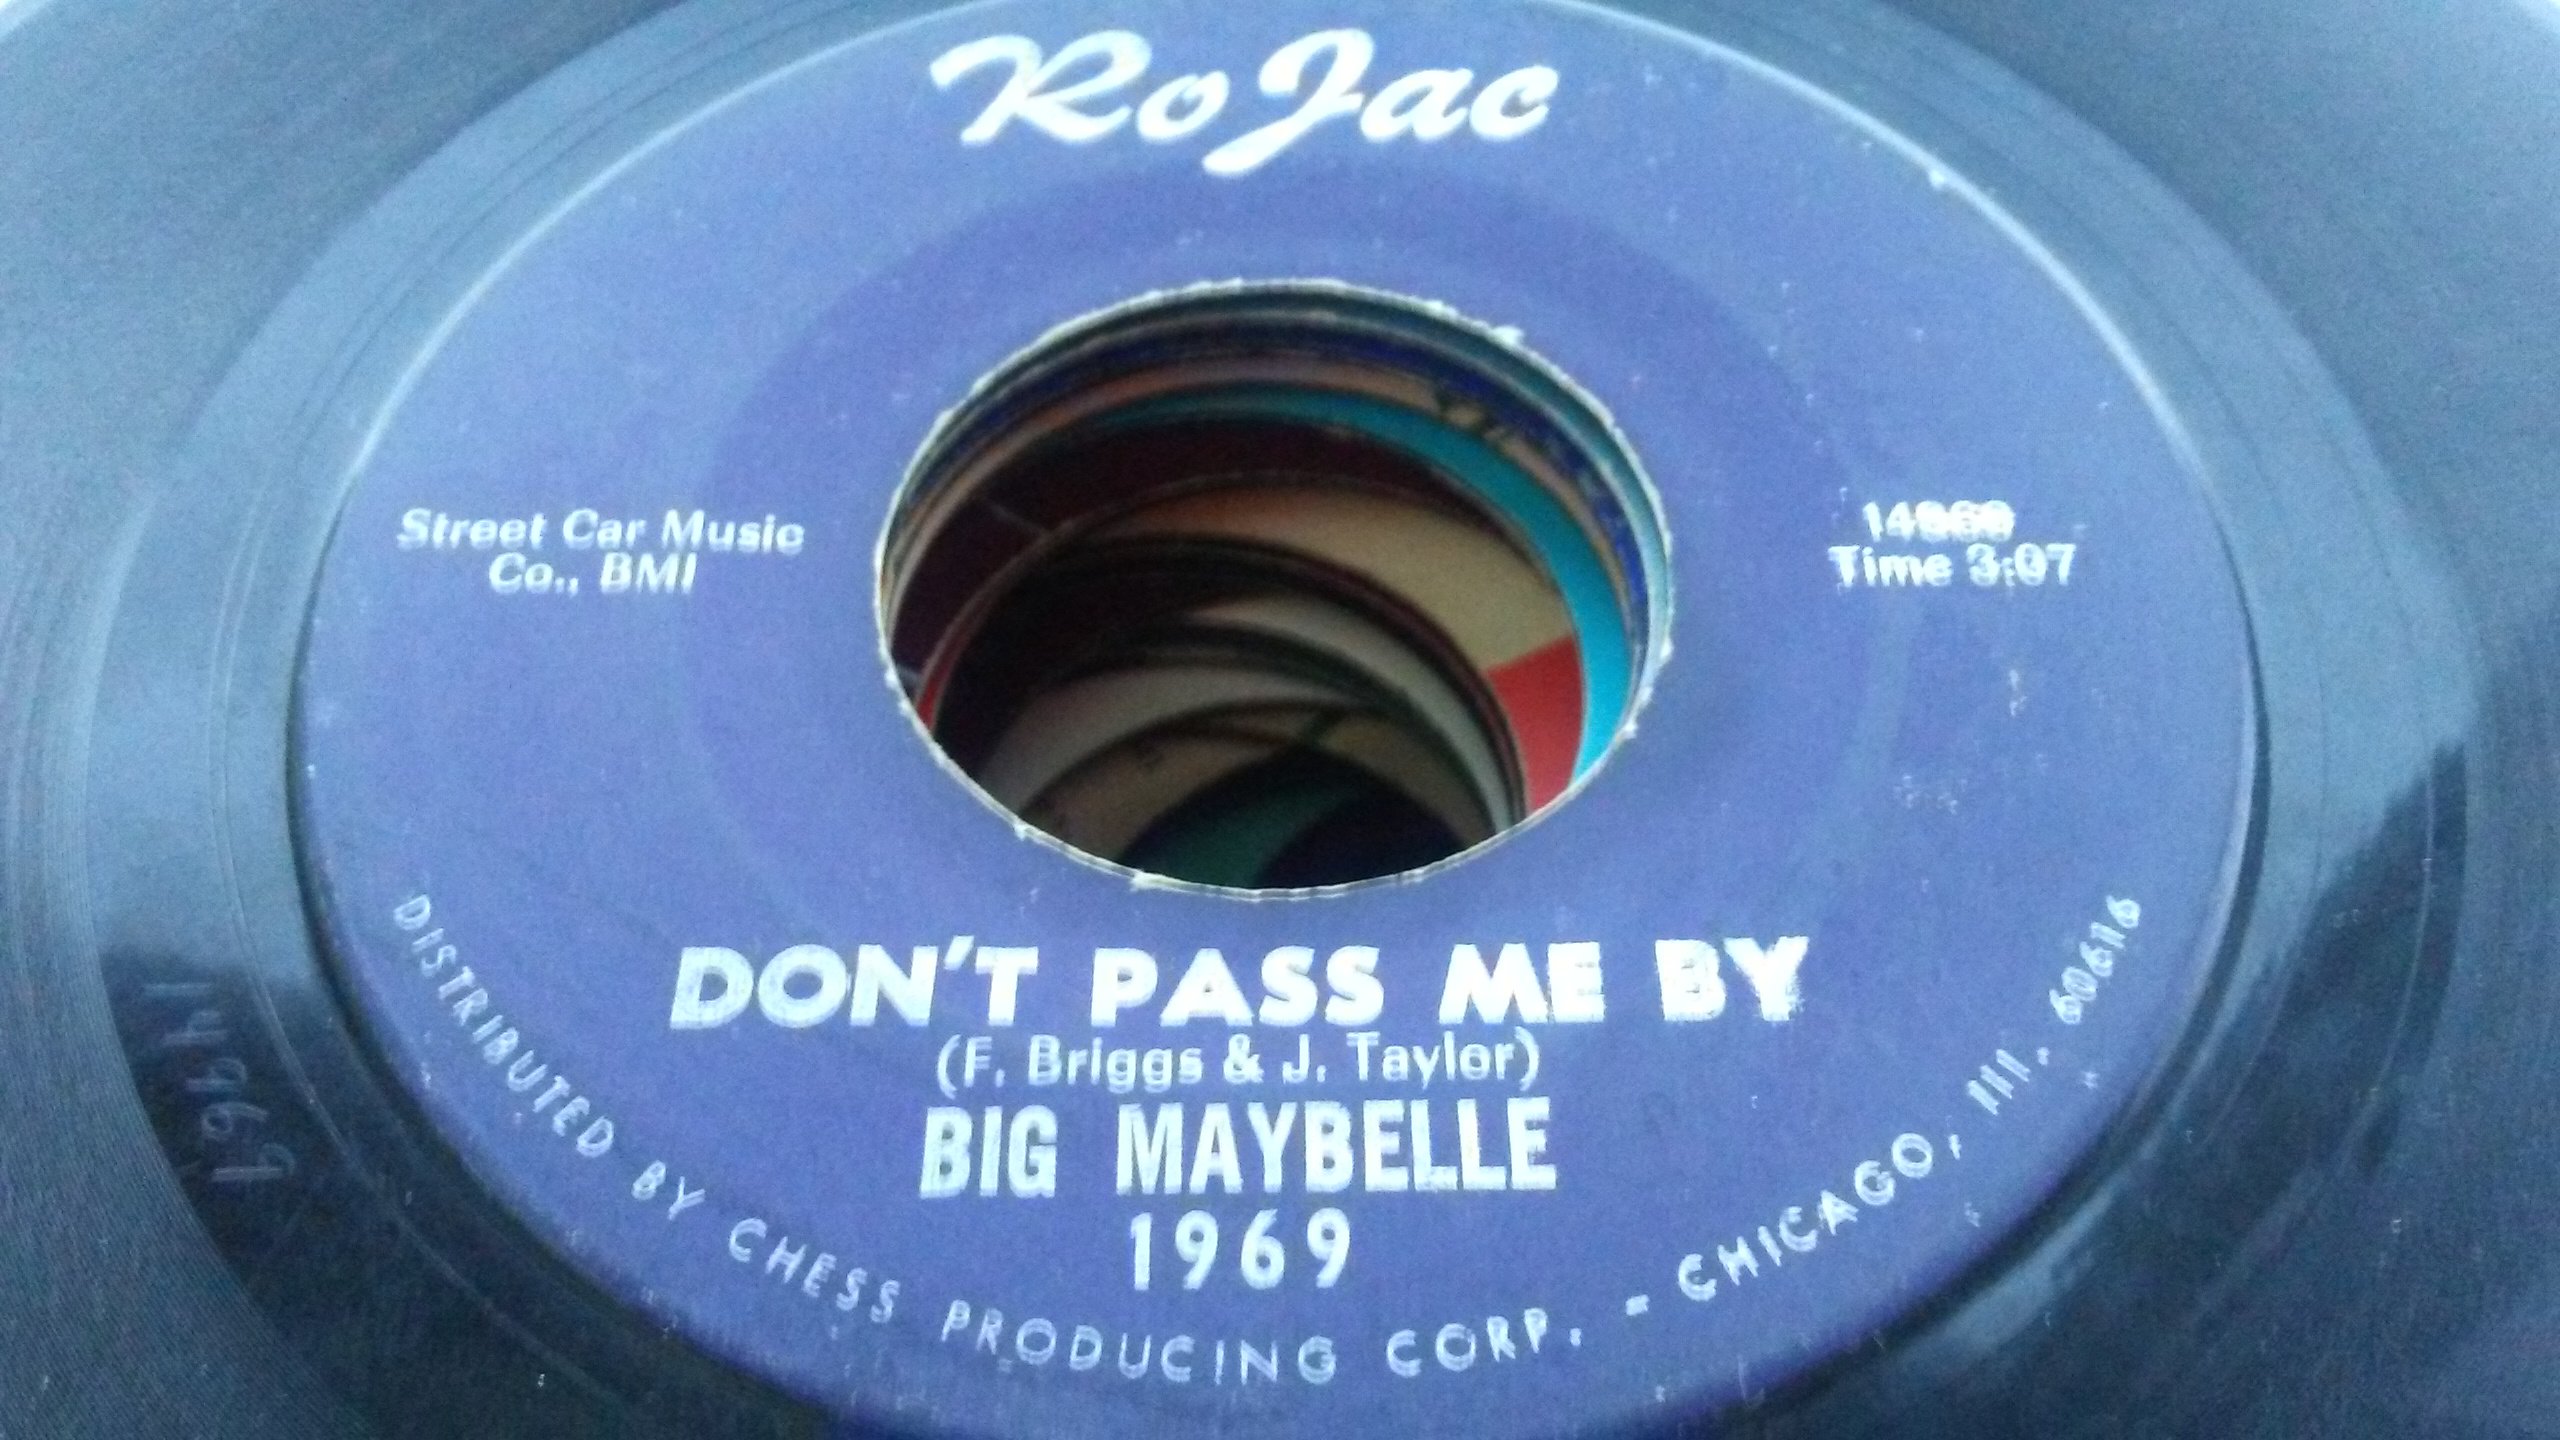 RoJac
Street Car Music
Co., BMI
14969
Time 3:07
DON'T PASS ME BY
(F. Briggs & J. Taylor)
BIG MAYBELLE
1969
DISTRIBUTED BY CHESS PRODUCING CORP. - CHICAGO, Ill. 60616